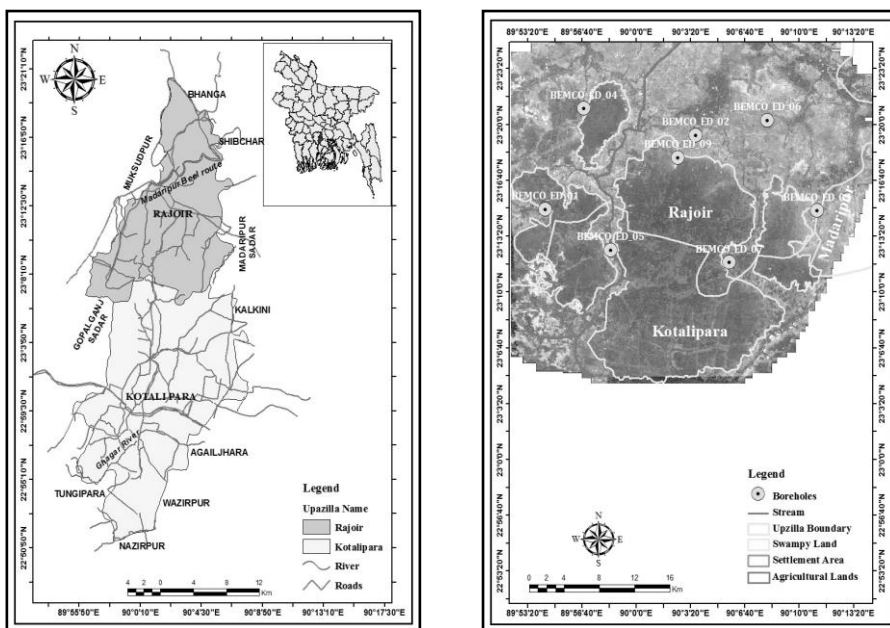 23°21'10"N
23°16'50"N
23°12'30"N
23°8'10"N
23°3'50"N
22°59'30"N
22°55'10"N
22°50'50"N
N
W E
S
BHANGA
SHIBCHAR
MUKSUDPUR
Madaripur Beel route
RAJOIR
MADARIPUR
SADAR
GOPALGANJ
SADAR
KALKINI
KOTALIPARA
Ghagar River
AGAILJHARA
TUNGIPARA
WAZIRPUR
NAZIRPUR
Legend
Upazilla Name
Rajoir
Kotalipara
River
Roads
4 2 0 4 8 12
Km
89°55'50"E 90°0'10"E 90°4'30"E 90°8'50"E 90°13'10"E 90°17'30"E
89°53'20"E 89°56'40"E 90°0'0"E 90°3'20"E 90°6'40"E 90°10'0"E 90°13'20"E
23°23'20"N
23°20'0"N
23°16'40"N
23°13'20"N
23°10'0"N
23°6'40"N
23°3'20"N
23°0'0"N
22°56'40"N
22°53'20"N
BEMCO_ED_04
BEMCO_ED_06
BEMCO_ED_02
BEMCO_ED_09
BEMCO_ED_01
Rajoir
Madaripur
BEMCO_ED_05
BEMCO_ED_07
Kotalipara
N
W E
S
0 2 4 8 12 16
Km
Legend
Boreholes
Stream
Upzilla Boundary
Swampy Land
Settlement Area
Agricultural Lands